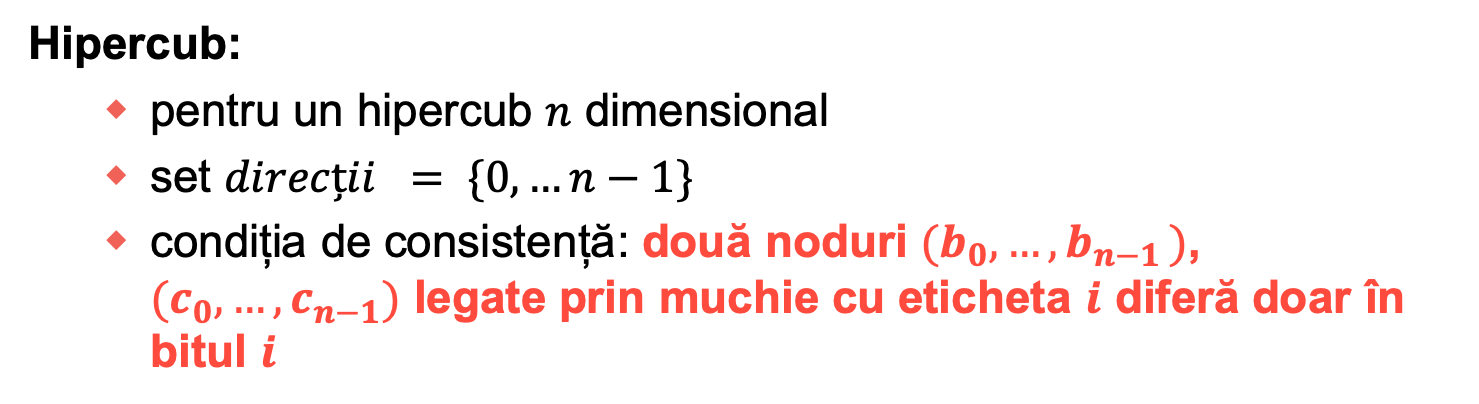 Hipercub:
◆ pentru un hipercub n dimensional
◆ set direcții = {0, … n − 1}
◆ condiția de consistență: două noduri (b₀, … , bₙ₋₁ ),
(c₀, … , cₙ₋₁) legate prin muchie cu eticheta i diferă doar în
bitul i